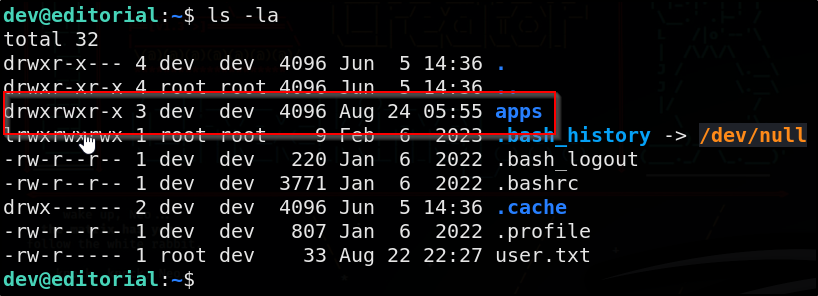 dev@editorial:~$ ls -la
total 32
drwxr-x--- 4 dev  dev  4096 Jun  5 14:36 .
drwxr-xr-x 4 root root 4096 Jun  5 14:36 ..
drwxrwxr-x 3 dev  dev  4096 Aug 24 05:55 apps
lrwxrwxrwx 1 root root    9 Feb  6  2023 .bash_history -> /dev/null
-rw-r--r-- 1 dev  dev   220 Jan  6  2022 .bash_logout
-rw-r--r-- 1 dev  dev  3771 Jan  6  2022 .bashrc
drwx------ 2 dev  dev  4096 Jun  5 14:36 .cache
-rw-r--r-- 1 dev  dev   807 Jan  6  2022 .profile
-rw-r----- 1 root dev    33 Aug 22 22:27 user.txt
dev@editorial:~$